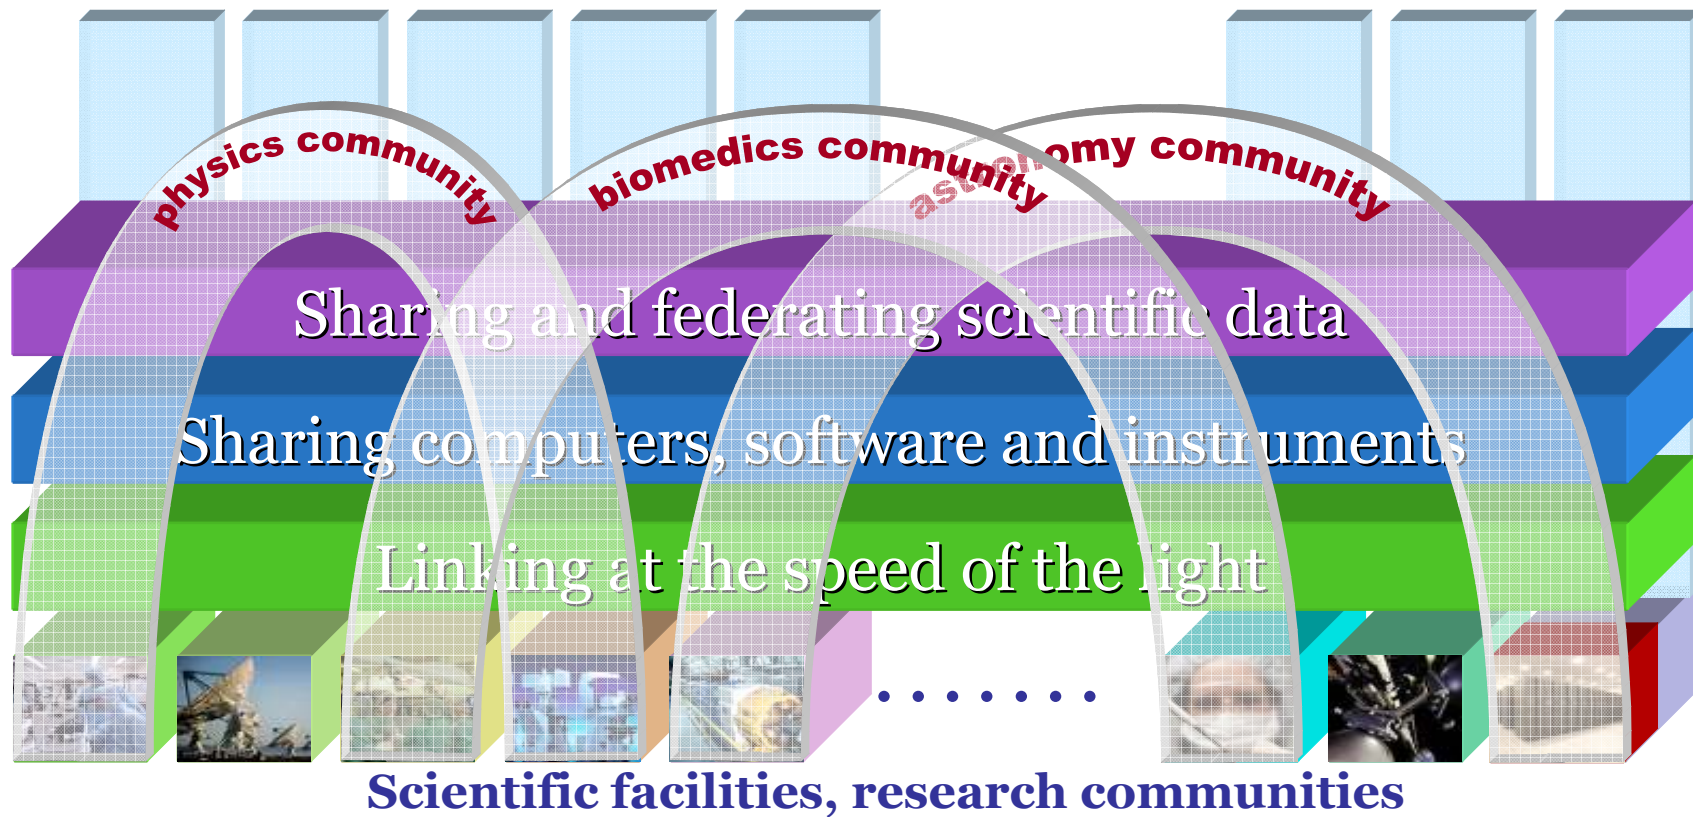 physics community
biomedics community
astronomy community
Sharing and federating scientific data
Sharing computers, software and instruments
Linking at the speed of the light
Scientific facilities, research communities